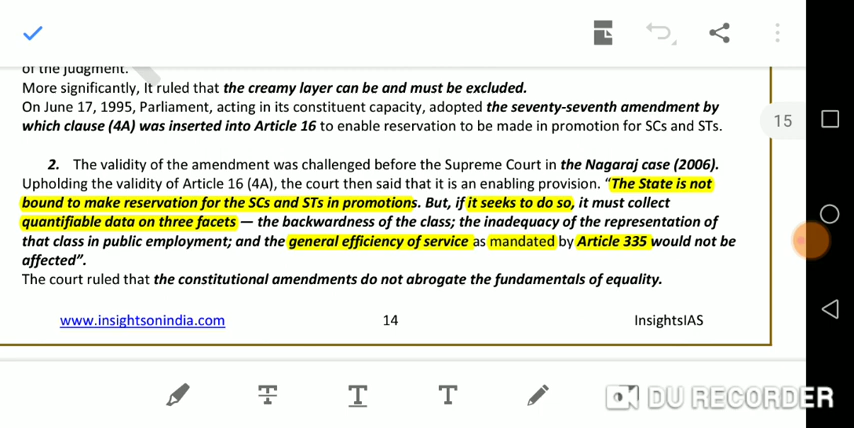 of the judgment.
More significantly, It ruled that the creamy layer can be and must be excluded.
On June 17, 1995, Parliament, acting in its constituent capacity, adopted the seventy-seventh amendment by
which clause (4A) was inserted into Article 16 to enable reservation to be made in promotion for SCs and STs.
15
2. The validity of the amendment was challenged before the Supreme Court in the Nagaraj case (2006).
Upholding the validity of Article 16 (4A), the court then said that it is an enabling provision. “The State is not
bound to make reservation for the SCs and STs in promotions. But, if it seeks to do so, it must collect
quantifiable data on three facets — the backwardness of the class; the inadequacy of the representation of
that class in public employment; and the general efficiency of service as mandated by Article 335 would not be
affected”.
The court ruled that the constitutional amendments do not abrogate the fundamentals of equality.
www.insightsonindia.com 14 InsightsIAS
T T T
DU RECORDER